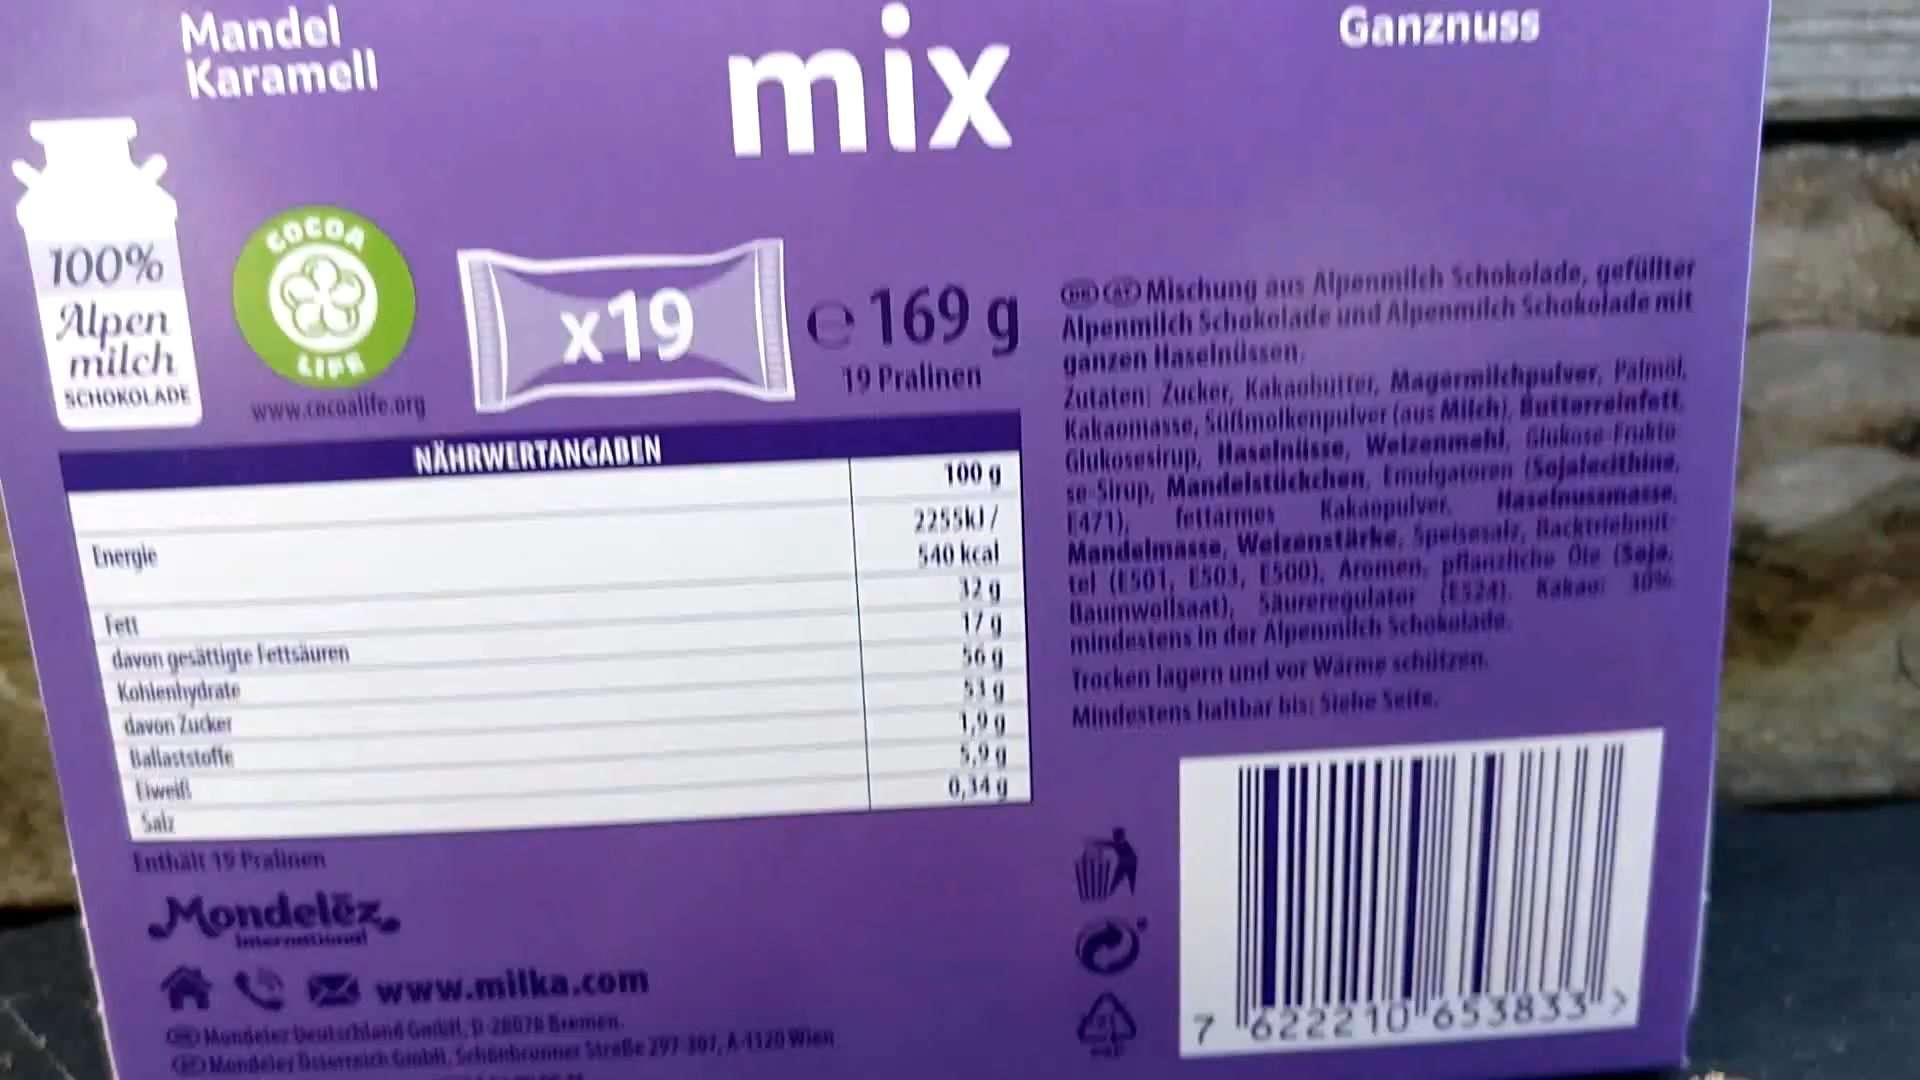 Mandel
Karamell
mix
Ganznuss
100%
Alpen
milch
SCHOKOLADE
COCOA
LIFE
www.cocoalife.org
x19
e 169 g
19 Pralinen
NÄHRWERTANGABEN
100 g
Energie 2255kJ /
540 kcal
Fett 32 g
davon gesättigte Fettsäuren 17 g
Kohlenhydrate 56 g
davon Zucker 53 g
Ballaststoffe 1,9 g
Eiweiß 5,9 g
Salz 0,34 g
Enthält 19 Pralinen
Mondelēz
International
www.milka.com
DE Mondelez Deutschland GmbH, D-28078 Bremen.
AT Mondelez Österreich GmbH, Schönbrunner Straße 297-307, A-1120 Wien
DE AT Mischung aus Alpenmilch Schokolade, gefüllter
Alpenmilch Schokolade und Alpenmilch Schokolade mit
ganzen Haselnüssen.
Zutaten: Zucker, Kakaobutter, Magermilchpulver, Palmöl,
Kakaomasse, Süßmolkenpulver (aus Milch), Butterreinfett,
Glukosesirup, Haselnüsse, Weizenmehl, Glukose-Frukto-
se-Sirup, Mandelstückchen, Emulgatoren (Sojalecithine,
E471), fettarmes Kakaopulver, Haselnussmasse,
Mandelmasse, Weizenstärke, Speisesalz, Backtriebmit-
tel (E501, E503, E500), Aromen, pflanzliche Öle (Soja,
Baumwollsaat), Säureregulator (E524). Kakao: 30%
mindestens in der Alpenmilch Schokolade.
Trocken lagern und vor Wärme schützen.
Mindestens haltbar bis: Siehe Seite.
7 622210 653833 >